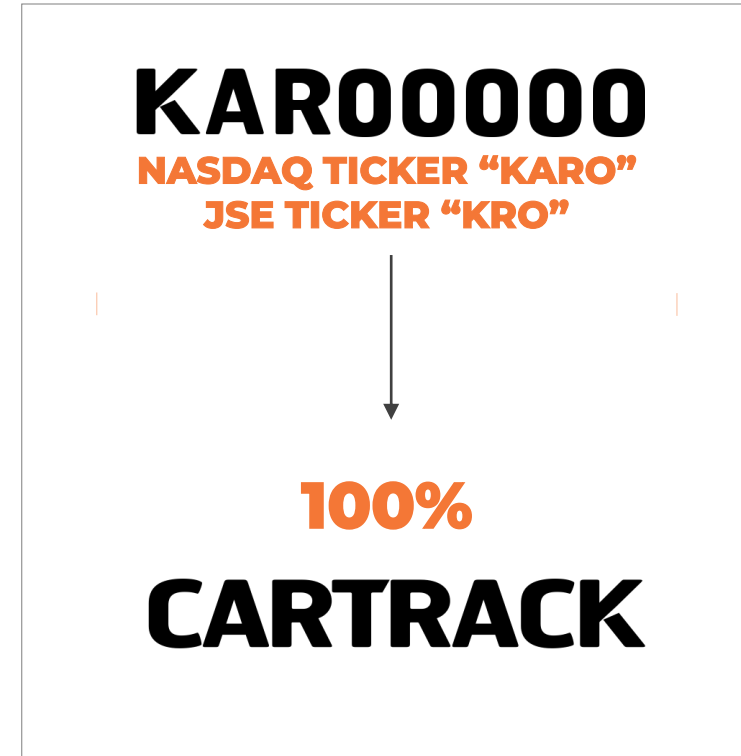 KAROOOOO
NASDAQ TICKER “KARO”
JSE TICKER “KRO”
100%
CARTRACK